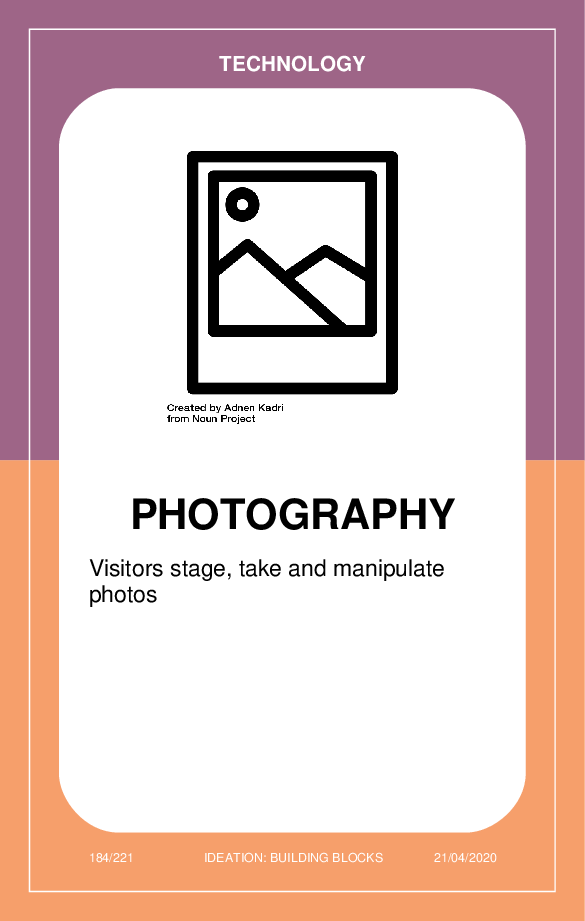 TECHNOLOGY
Created by Adnen Kadri
from Noun Project
PHOTOGRAPHY
Visitors stage, take and manipulate
photos
184/221 IDEATION: BUILDING BLOCKS 21/04/2020